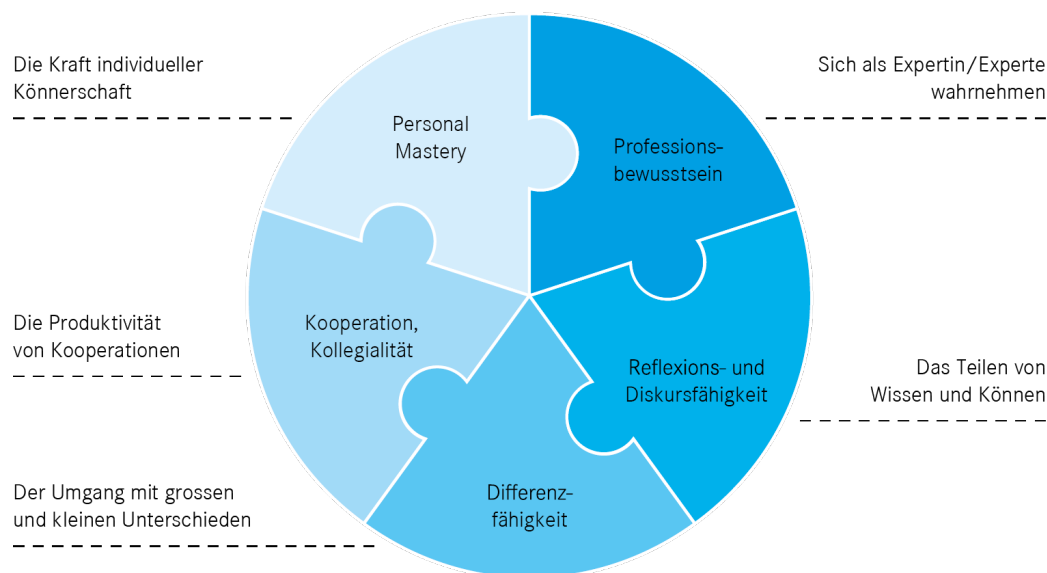 Die Kraft individueller
Könnerschaft
Sich als Expertin/Experte
wahrnehmen
Personal
Mastery
Professions-
bewusstsein
Die Produktivität
von Kooperationen
Kooperation,
Kollegialität
Reflexions- und
Diskursfähigkeit
Das Teilen von
Wissen und Können
Der Umgang mit grossen
und kleinen Unterschieden
Differenz-
fähigkeit